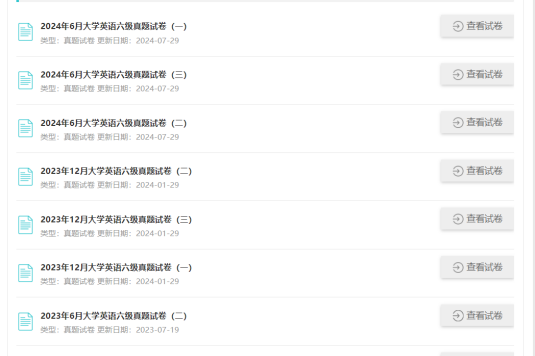 2024年6月大学英语六级真题试卷（一）
类型：真题试卷 更新日期：2024-07-29
查看试卷
2024年6月大学英语六级真题试卷（三）
类型：真题试卷 更新日期：2024-07-29
查看试卷
2024年6月大学英语六级真题试卷（二）
类型：真题试卷 更新日期：2024-07-29
查看试卷
2023年12月大学英语六级真题试卷（二）
类型：真题试卷 更新日期：2024-01-29
查看试卷
2023年12月大学英语六级真题试卷（三）
类型：真题试卷 更新日期：2024-01-29
查看试卷
2023年12月大学英语六级真题试卷（一）
类型：真题试卷 更新日期：2024-01-29
查看试卷
2023年6月大学英语六级真题试卷（二）
类型：真题试卷 更新日期：2023-07-19
查看试卷